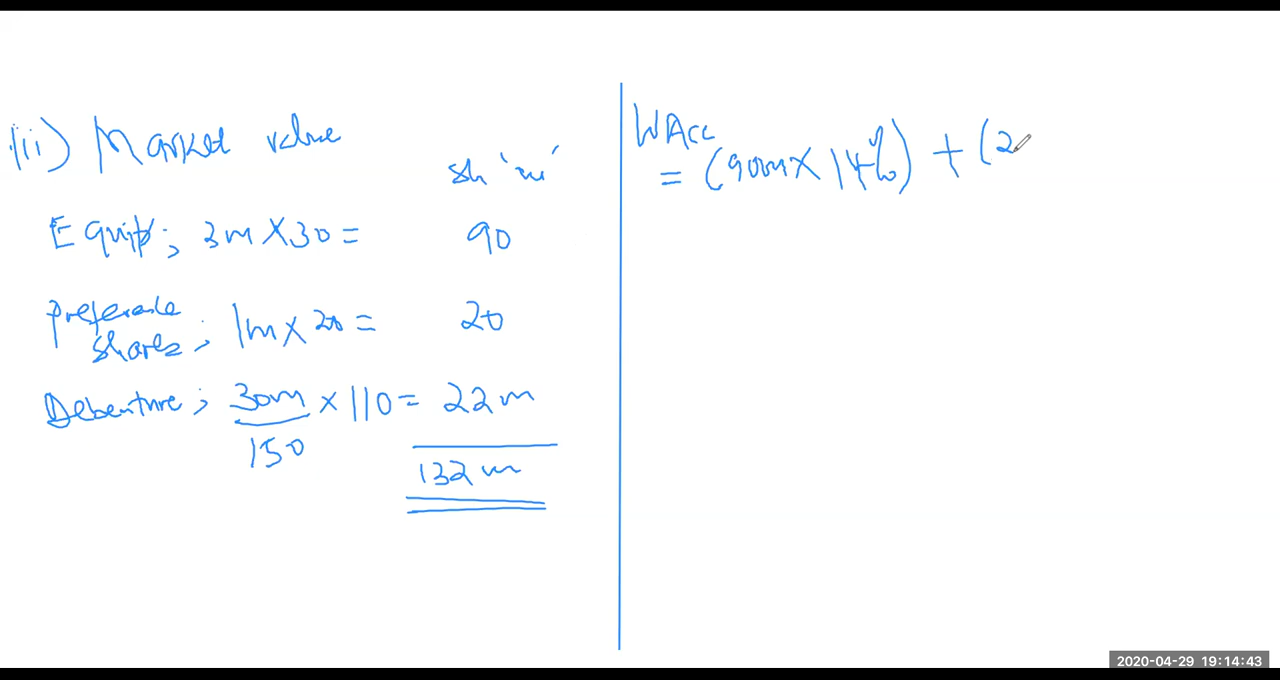 (ii) Market value
sh 'm'
Equity; 3m X 30 = 90
preference
shares; 1m X 20 = 20
Debenture; 30m/150 X 110 = 22m
132m
WACC
= (90m X 14%) + (2
2020-04-29 19:14:43